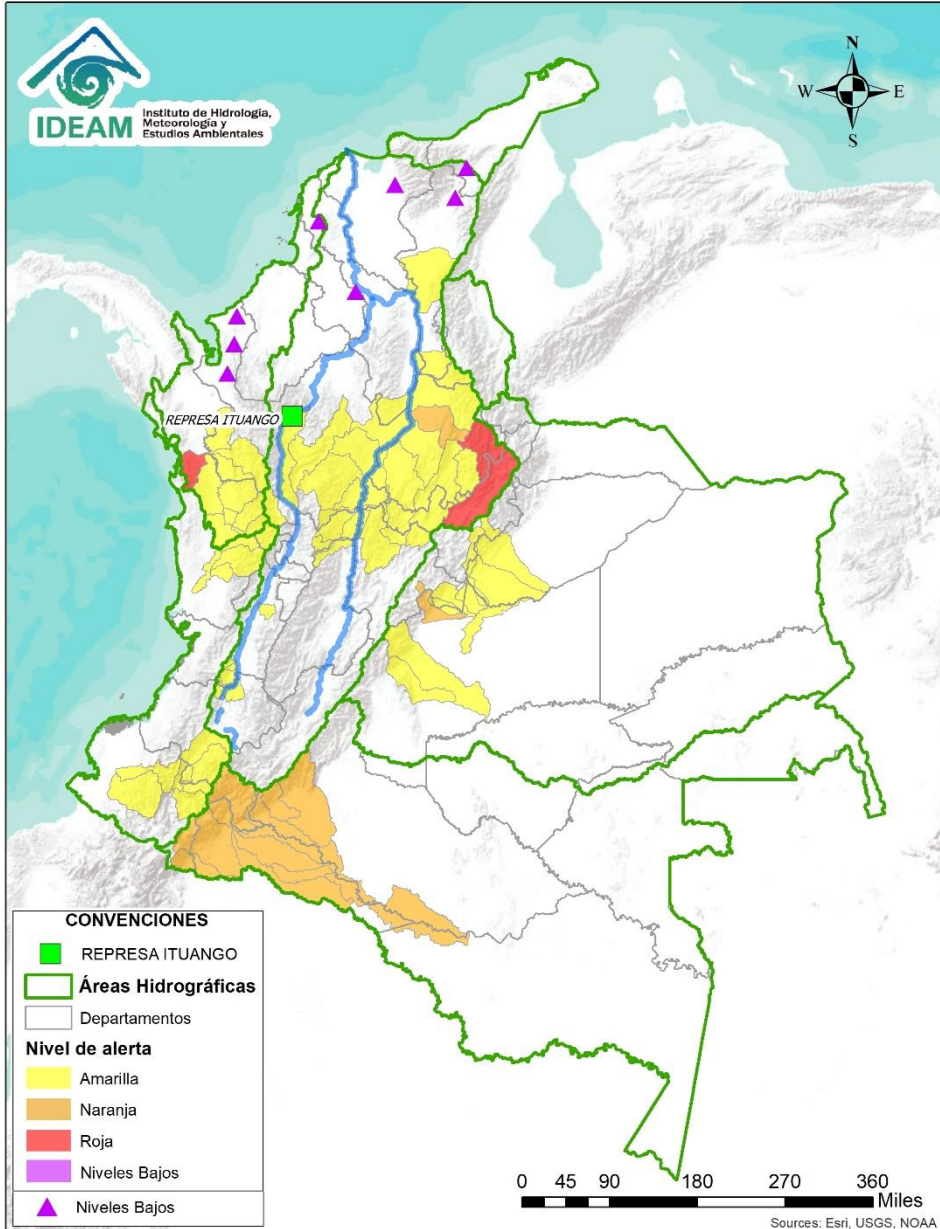 IDEAM
Instituto de Hidrología,
Meteorología y
Estudios Ambientales
N
W
E
S
REPRESA ITUANGO
CONVENCIONES
REPRESA ITUANGO
Áreas Hidrográficas
Departamentos
Nivel de alerta
Amarilla
Naranja
Roja
Niveles Bajos
Niveles Bajos
0 45 90 180 270 360
Miles
Sources: Esri, USGS, NOAA